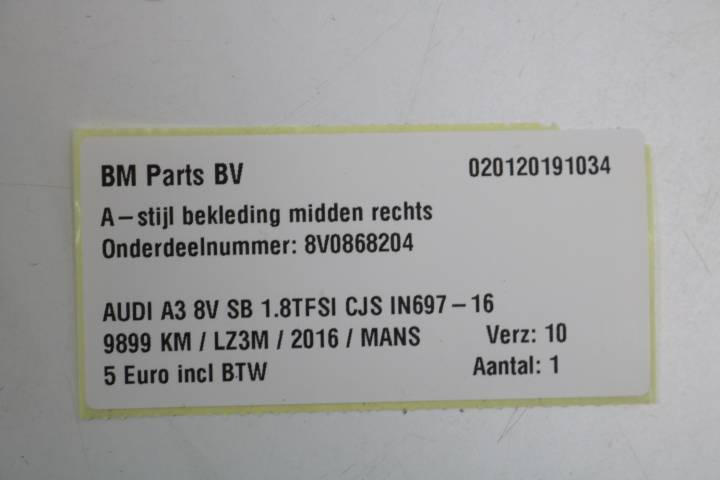 BM Parts BV 020120191034
A-stijl bekleding midden rechts
Onderdeelnummer: 8V0868204
AUDI A3 8V SB 1.8TFSI CJS IN697-16
9899 KM / LZ3M / 2016 / MANS Verz: 10
5 Euro incl BTW Aantal: 1